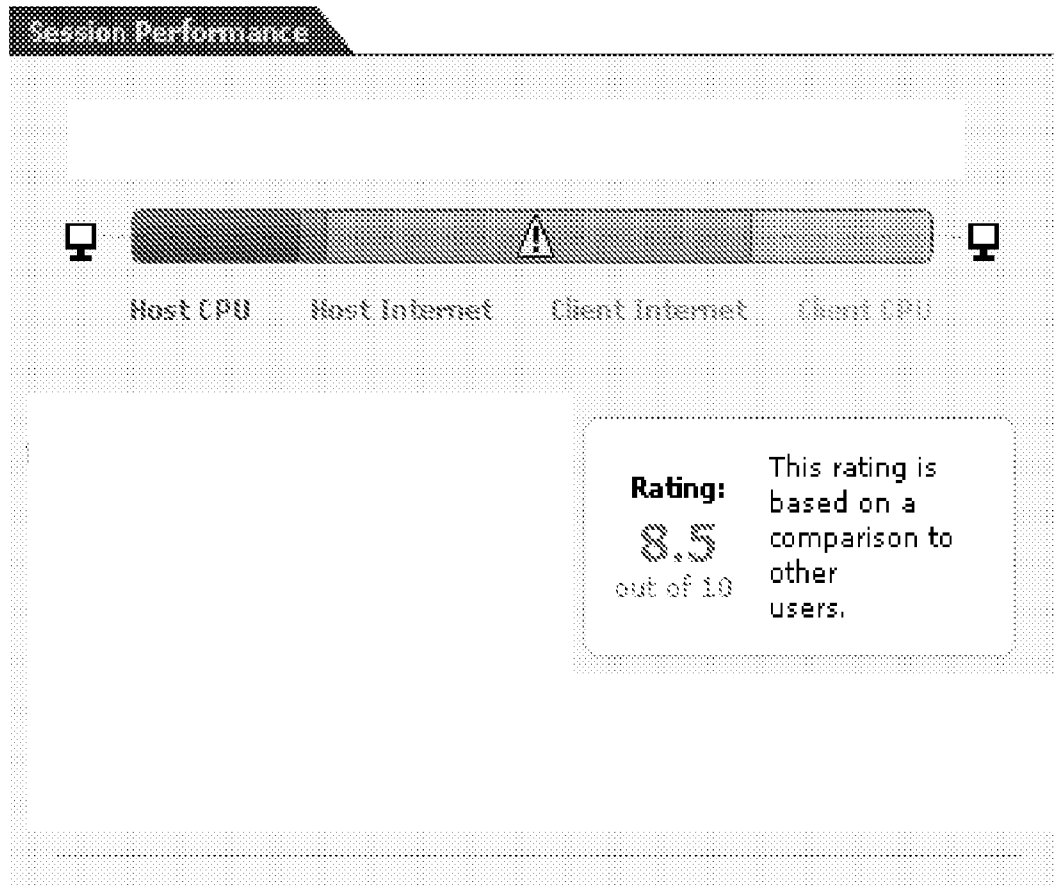 Session Performance
Host CPU Host Internet Client Internet Client CPU
Rating:
8.5
out of 10
This rating is
based on a
comparison to
other
users.